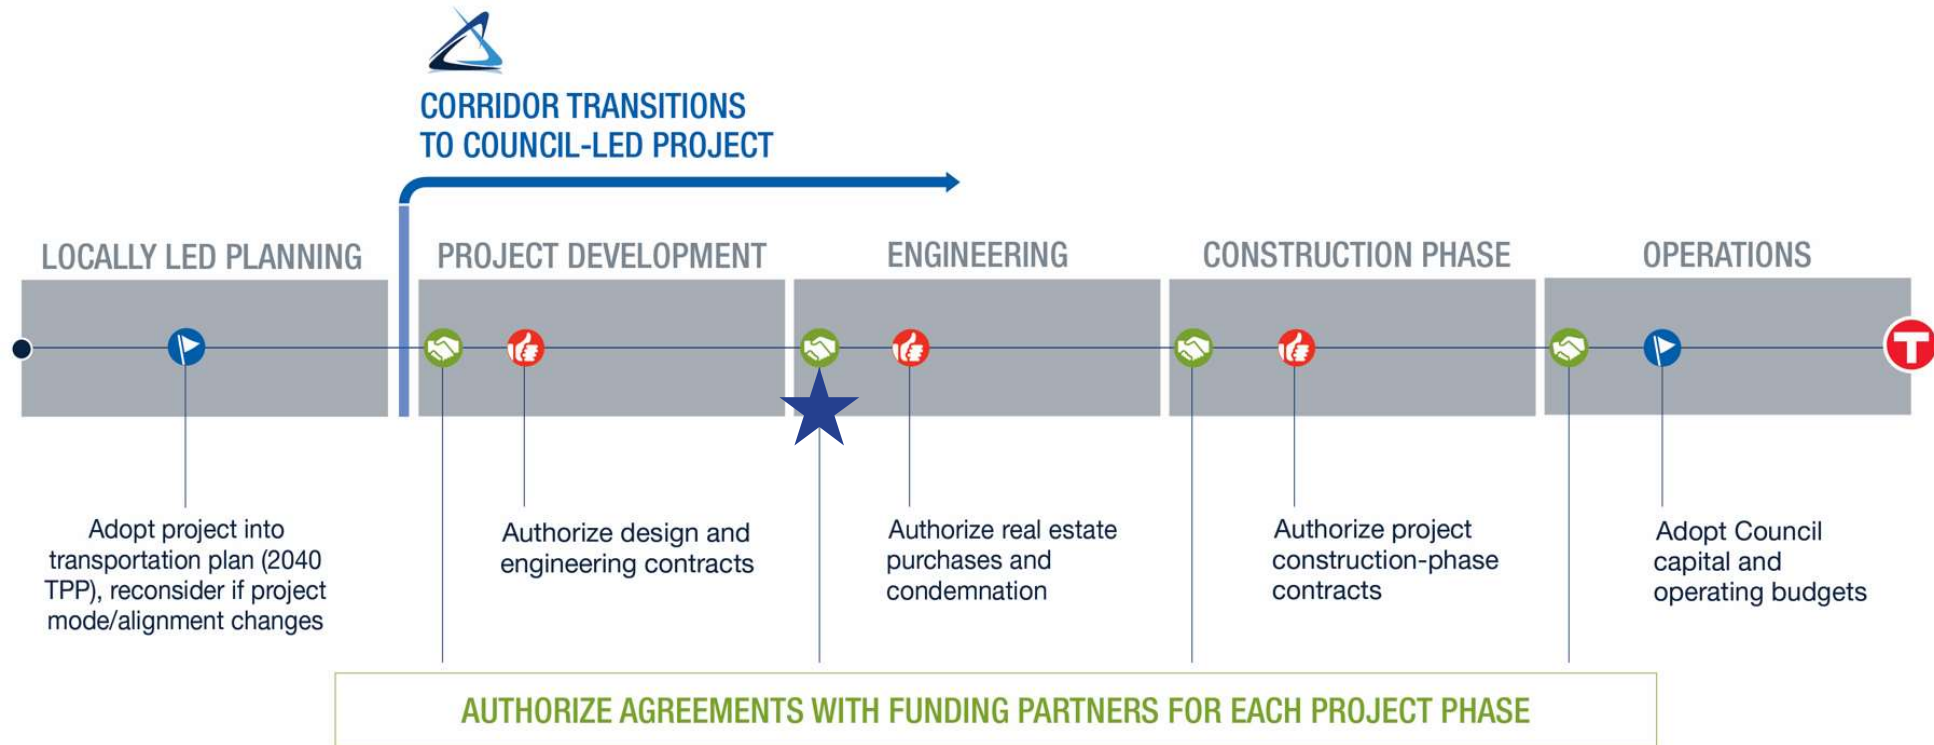 CORRIDOR TRANSITIONS
TO COUNCIL-LED PROJECT
LOCALLY LED PLANNING
PROJECT DEVELOPMENT
ENGINEERING
CONSTRUCTION PHASE
OPERATIONS
T
Adopt project into
transportation plan (2040
TPP), reconsider if project
mode/alignment changes
Authorize design and
engineering contracts
Authorize real estate
purchases and
condemnation
Authorize project
construction-phase
contracts
Adopt Council
capital and
operating budgets
AUTHORIZE AGREEMENTS WITH FUNDING PARTNERS FOR EACH PROJECT PHASE